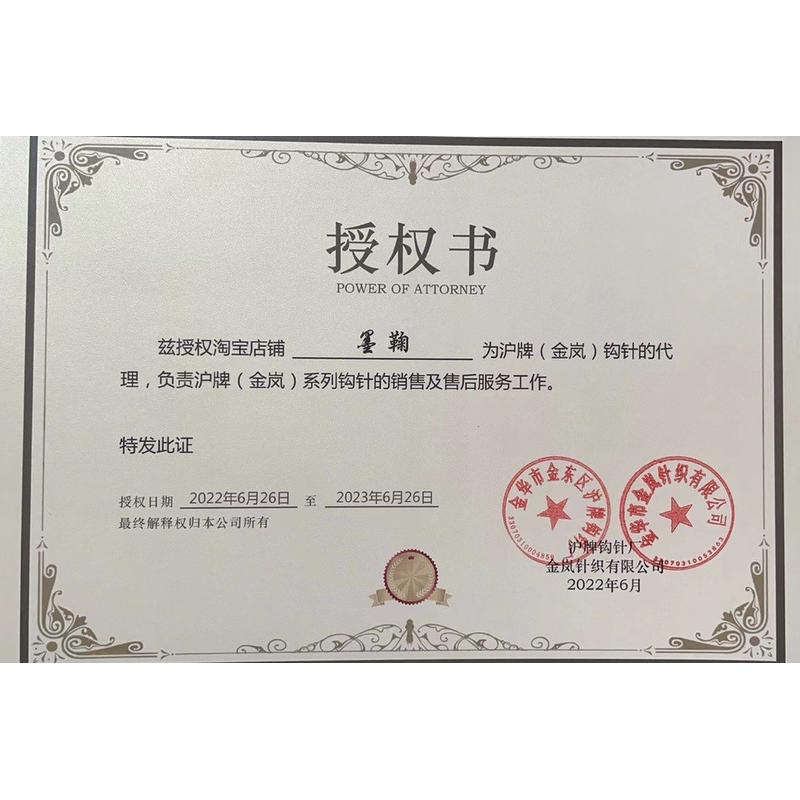 授权书
POWER OF ATTORNEY
兹授权淘宝店铺 墨鞠 为沪牌（金岚）钩针的代
理，负责沪牌（金岚）系列钩针的销售及售后服务工作。
特发此证
授权日期 2022年6月26日 至 2023年6月26日
最终解释权归本公司所有
金华市金东区沪牌钩针厂
33070310004859
金华市金岚针织有限公司
33070310053863
沪牌钩针厂
金岚针织有限公司
2022年6月